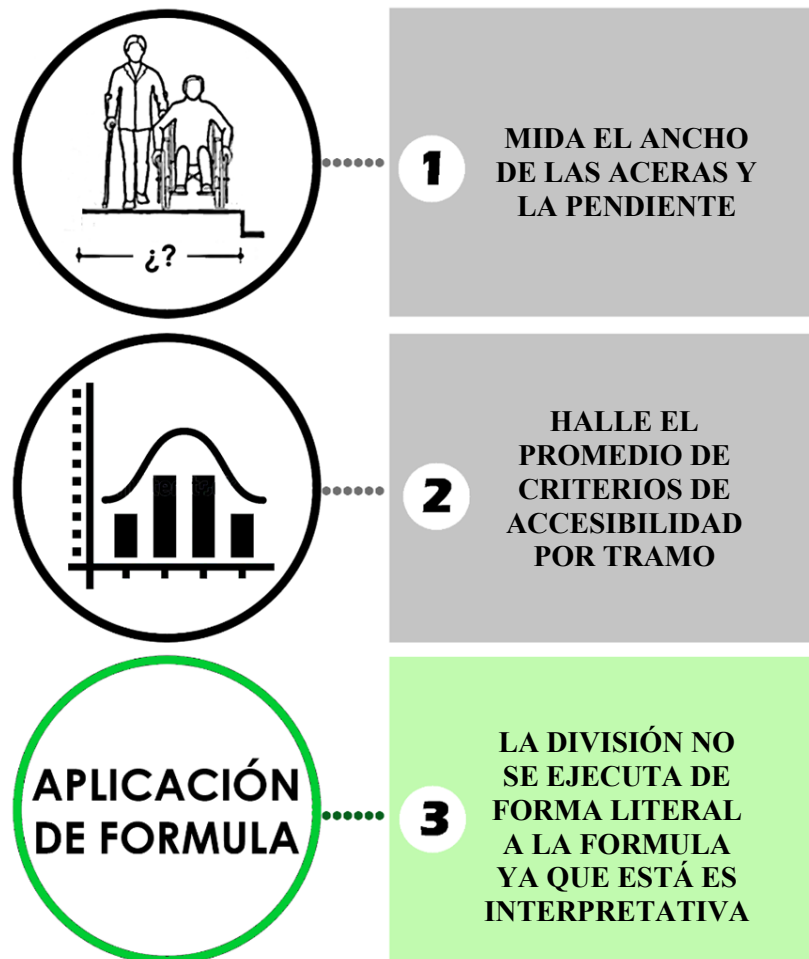 ¿?
1
MIDA EL ANCHO
DE LAS ACERAS Y
LA PENDIENTE
2
HALLE EL
PROMEDIO DE
CRITERIOS DE
ACCESIBILIDAD
POR TRAMO
APLICACIÓN
DE FORMULA
3
LA DIVISIÓN NO
SE EJECUTA DE
FORMA LITERAL
A LA FORMULA
YA QUE ESTÁ ES
INTERPRETATIVA